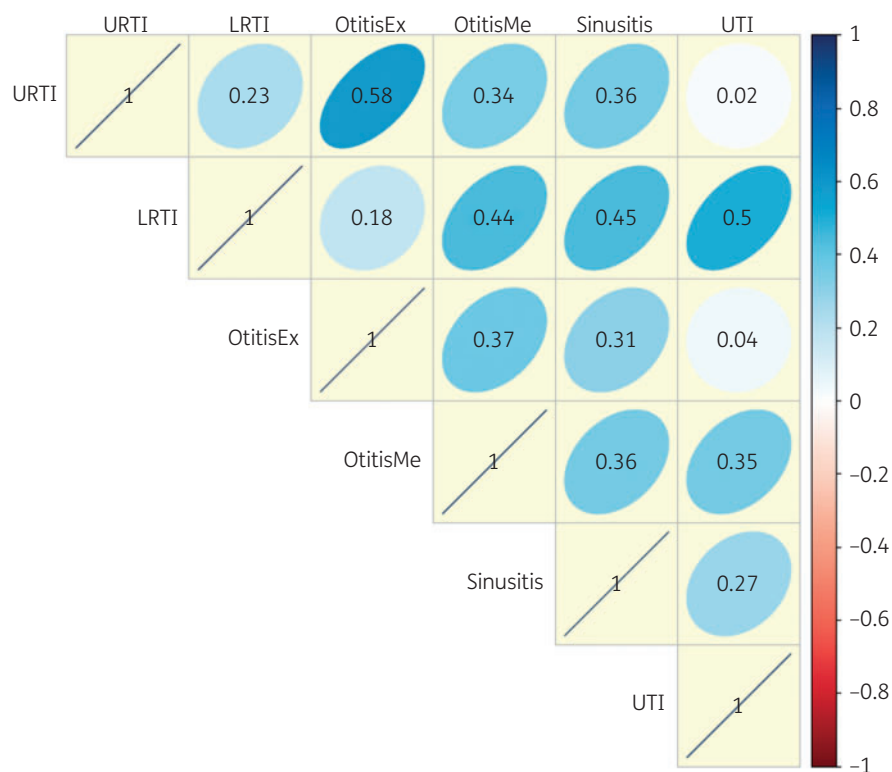 URTI LRTI OtitisEx OtitisMe Sinusitis UTI
URTI 1 0.23 0.58 0.34 0.36 0.02
LRTI 1 0.18 0.44 0.45 0.5
OtitisEx 1 0.37 0.31 0.04
OtitisMe 1 0.36 0.35
Sinusitis 1 0.27
UTI 1
1
0.8
0.6
0.4
0.2
0
−0.2
−0.4
−0.6
−0.8
−1